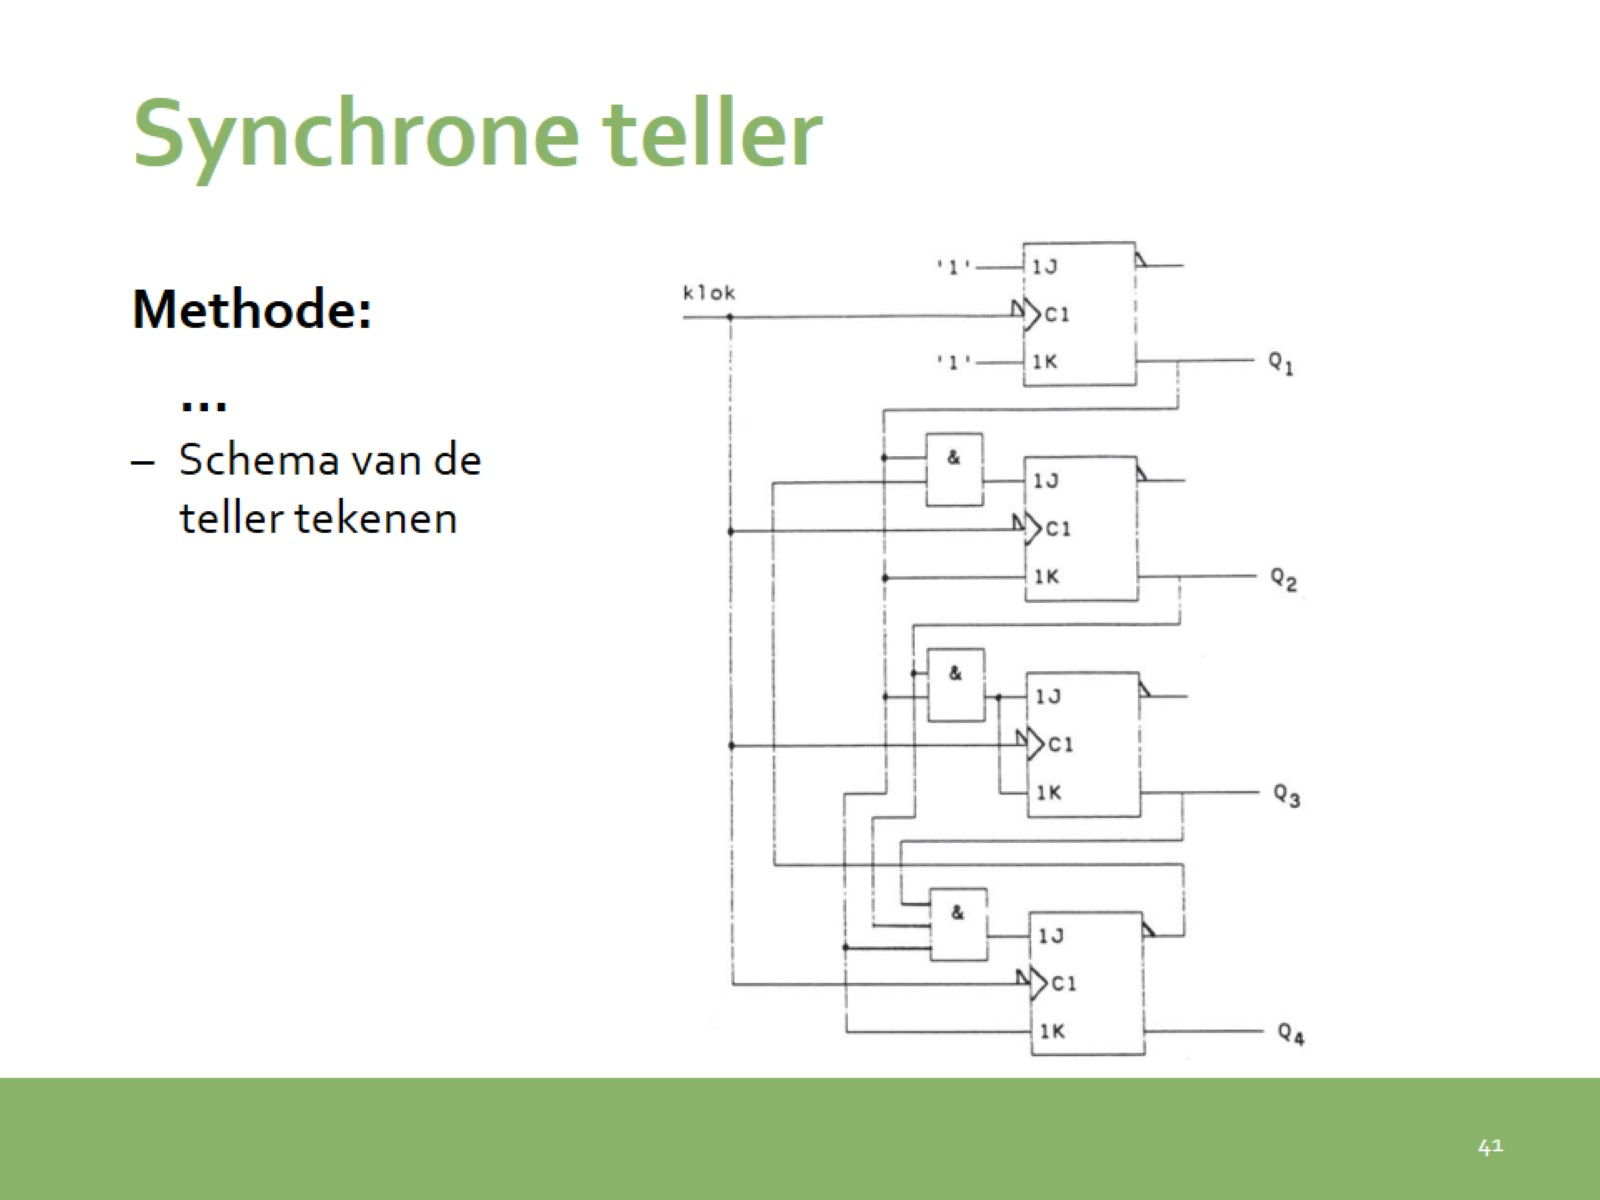 Synchrone teller
Methode:
...
– Schema van de
teller tekenen
klok
'1'
1J
C1
'1'
1K
Q1
&
1J
C1
1K
Q2
&
1J
C1
1K
Q3
&
1J
C1
1K
Q4
41